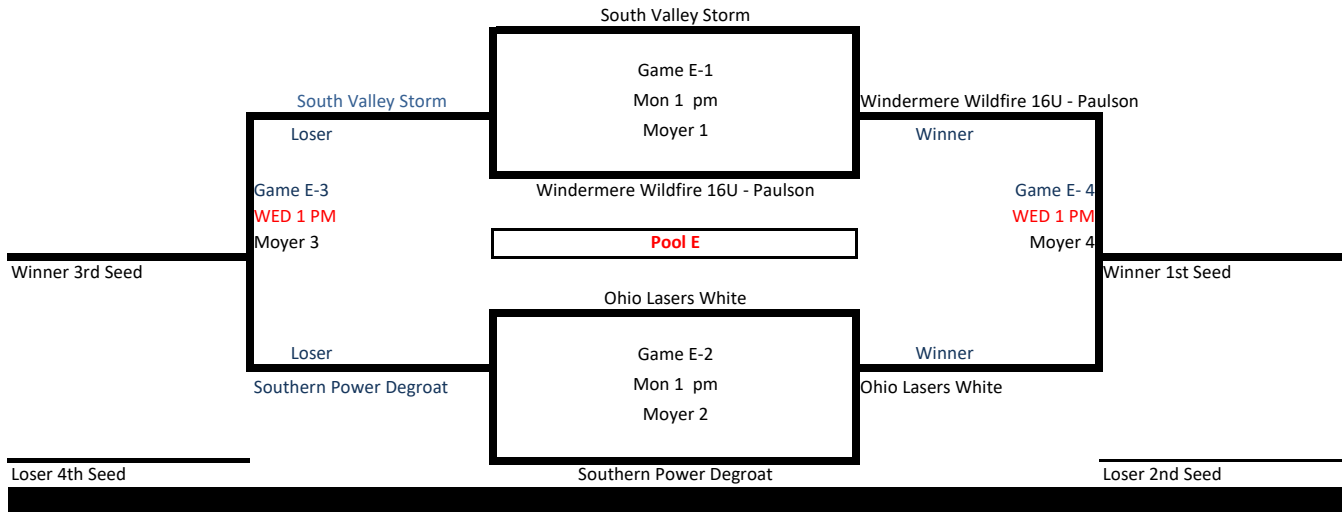 South Valley Storm
Game E-1
Mon 1 pm
Moyer 1
South Valley Storm
Windermere Wildfire 16U - Paulson
Loser
Winner
Game E-3
Windermere Wildfire 16U - Paulson
Game E- 4
WED 1 PM
WED 1 PM
Moyer 3
Pool E
Moyer 4
Winner 3rd Seed
Winner 1st Seed
Ohio Lasers White
Loser
Game E-2
Winner
Mon 1 pm
Southern Power Degroat
Ohio Lasers White
Moyer 2
Loser 4th Seed
Southern Power Degroat
Loser 2nd Seed